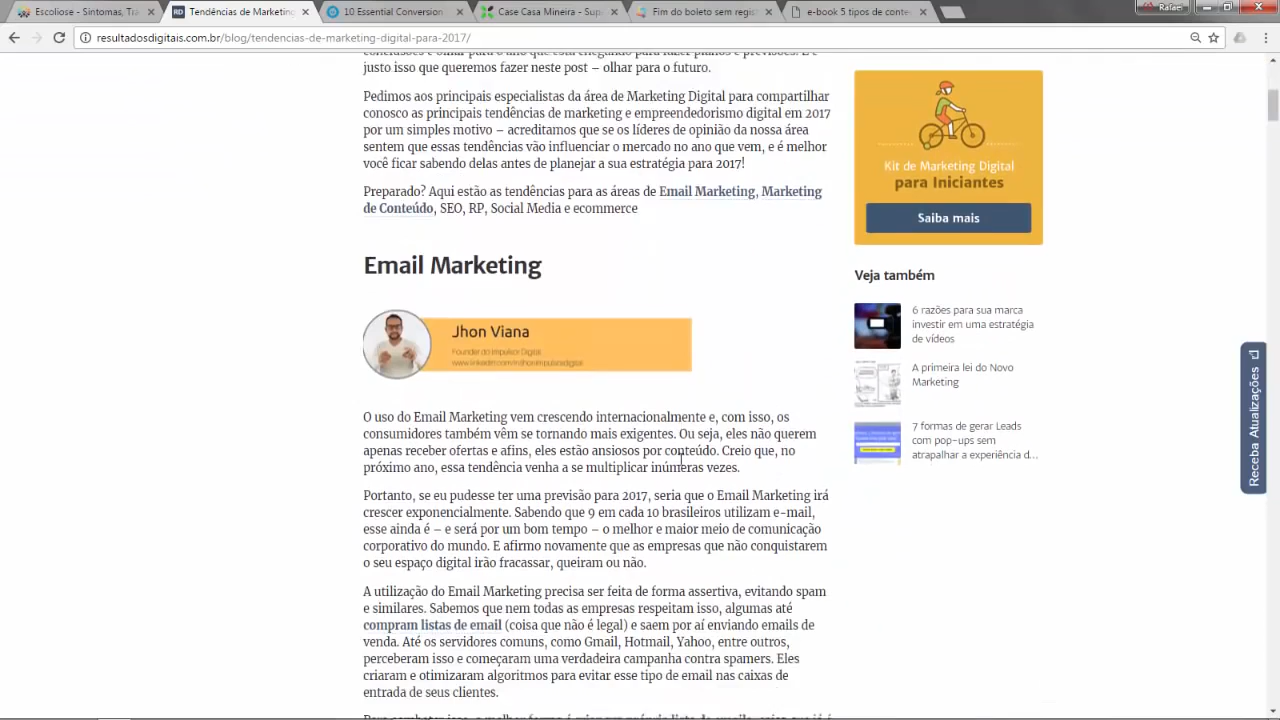 Escoliose - Sintomas, Tra
Tendências de Marketing
10 Essential Conversion
Case Casa Mineira - Sup
Fim do boleto sem regis
e-book 5 tipos de conte
Rafael
resultadosdigitais.com.br/blog/tendencias-de-marketing-digital-para-2017/
justo isso que queremos fazer neste post – olhar para o futuro.
Pedimos aos principais especialistas da área de Marketing Digital para compartilhar
conosco as principais tendências de marketing e empreendedorismo digital em 2017
por um simples motivo – acreditamos que se os líderes de opinião da nossa área
sentem que essas tendências vão influenciar o mercado no ano que vem, e é melhor
você ficar sabendo delas antes de planejar a sua estratégia para 2017!
Preparado? Aqui estão as tendências para as áreas de Email Marketing, Marketing
de Conteúdo, SEO, RP, Social Media e ecommerce
Email Marketing
Jhon Viana
Founder da Impulsor Digital
O uso do Email Marketing vem crescendo internacionalmente e, com isso, os
consumidores também vêm se tornando mais exigentes. Ou seja, eles não querem
apenas receber ofertas e afins, eles estão ansiosos por conteúdo. Creio que, no
próximo ano, essa tendência venha a se multiplicar inúmeras vezes.
Portanto, se eu pudesse ter uma previsão para 2017, seria que o Email Marketing irá
crescer exponencialmente. Sabendo que 9 em cada 10 brasileiros utilizam e-mail,
esse ainda é – e será por um bom tempo – o melhor e maior meio de comunicação
corporativo do mundo. E afirmo novamente que as empresas que não conquistarem
o seu espaço digital irão fracassar, queiram ou não.
A utilização do Email Marketing precisa ser feita de forma assertiva, evitando spam
e similares. Sabemos que nem todas as empresas respeitam isso, algumas até
compram listas de email (coisa que não é legal) e saem por aí enviando emails de
venda. Até os servidores comuns, como Gmail, Hotmail, Yahoo, entre outros,
perceberam isso e começaram uma verdadeira campanha contra spamers. Eles
criaram e otimizaram algoritmos para evitar esse tipo de email nas caixas de
entrada de seus clientes.
Kit de Marketing Digital
para Iniciantes
Saiba mais
Veja também
6 razões para sua marca
investir em uma estratégia
de vídeos
A primeira lei do Novo
Marketing
7 formas de gerar Leads
com pop-ups sem
atrapalhar a experiência d...
Receba Atualizações